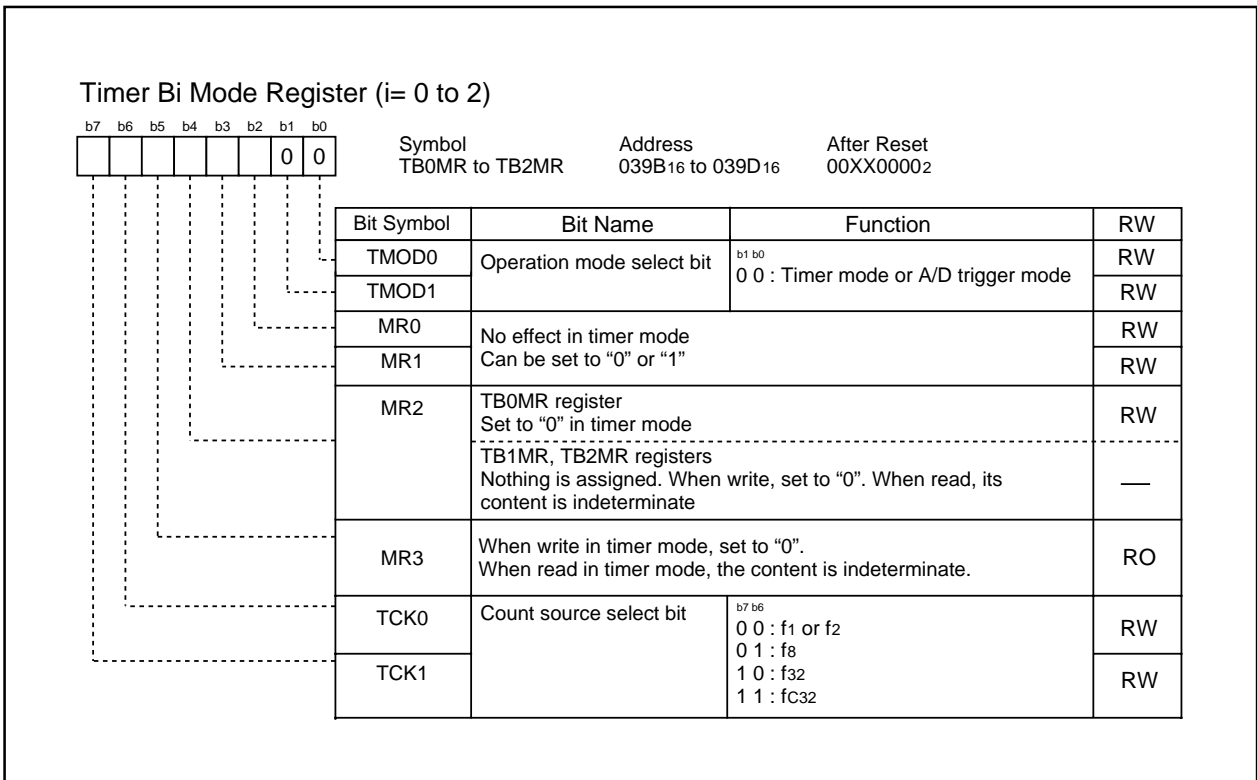 Timer Bi Mode Register (i= 0 to 2)
b7 b6 b5 b4 b3 b2 b1 b0
0 0
Symbol Address After Reset
TB0MR to TB2MR 039B16 to 039D16 00XX00002
Bit Symbol Bit Name Function RW
TMOD0 Operation mode select bit b1 b0 RW
0 0 : Timer mode or A/D trigger mode
TMOD1 RW
MR0 No effect in timer mode RW
MR1 Can be set to “0” or “1” RW
MR2 TB0MR register RW
Set to “0” in timer mode
TB1MR, TB2MR registers
Nothing is assigned. When write, set to “0”. When read, its —
content is indeterminate
MR3 When write in timer mode, set to “0”. RO
When read in timer mode, the content is indeterminate.
TCK0 Count source select bit b7 b6 RW
0 0 : f1 or f2
0 1 : f8
TCK1 1 0 : f32 RW
1 1 : fC32